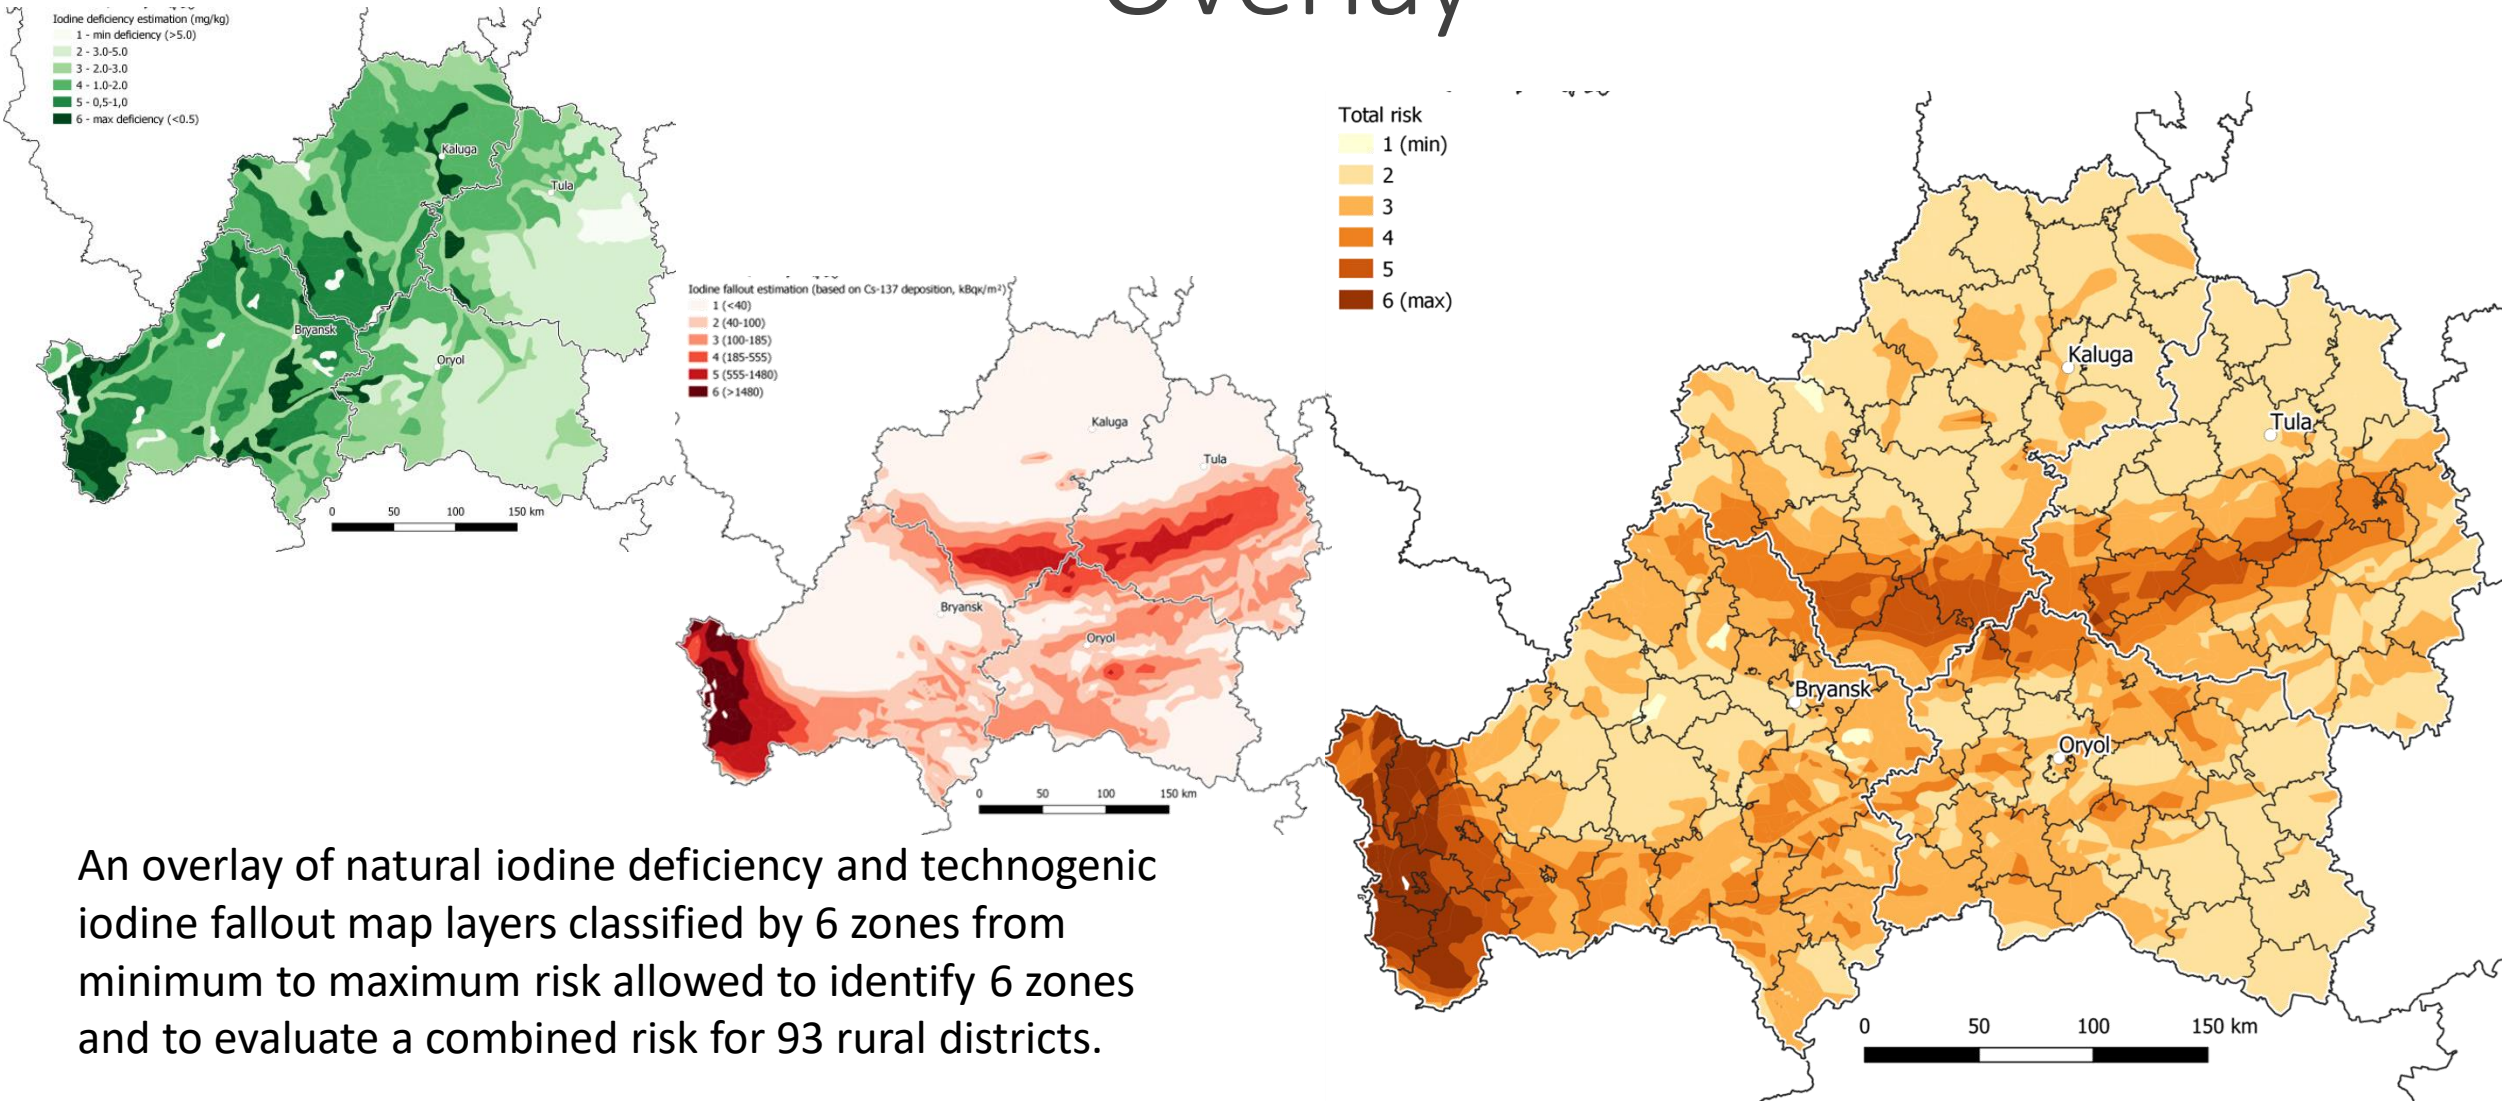 Overlay
Iodine deficiency estimation (mg/kg)
1 - min deficiency (>5.0)
2 - 3.0-5.0
3 - 2.0-3.0
4 - 1.0-2.0
5 - 0,5-1,0
6 - max deficiency (<0.5)
Kaluga
Tula
Bryansk
Oryol
0 50 100 150 km
Iodine fallout estimation (based on Cs-137 deposition, kBqк/m²)
1 (<40)
2 (40-100)
3 (100-185)
4 (185-555)
5 (555-1480)
6 (>1480)
Kaluga
Tula
Bryansk
Oryol
0 50 100 150 km
Total risk
1 (min)
2
3
4
5
6 (max)
Kaluga
Tula
Bryansk
Oryol
0 50 100 150 km
An overlay of natural iodine deficiency and technogenic
iodine fallout map layers classified by 6 zones from
minimum to maximum risk allowed to identify 6 zones
and to evaluate a combined risk for 93 rural districts.